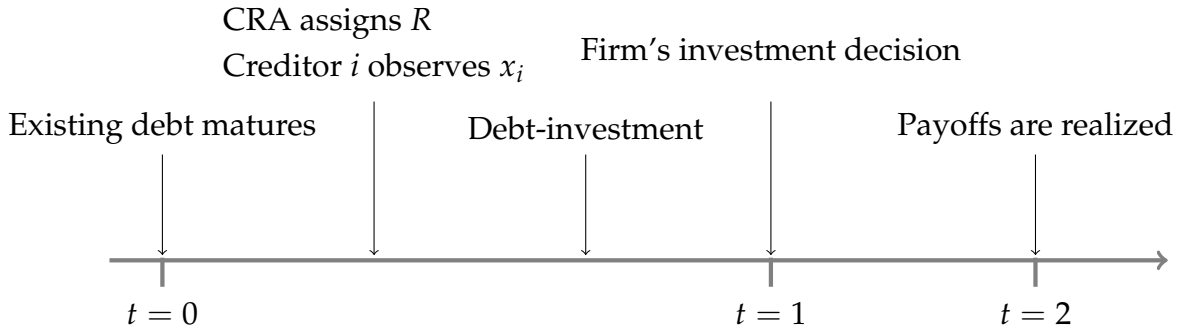 CRA assigns R
Creditor i observes xᵢ
Firm's investment decision
Existing debt matures
Debt-investment
Payoffs are realized
t = 0
t = 1
t = 2